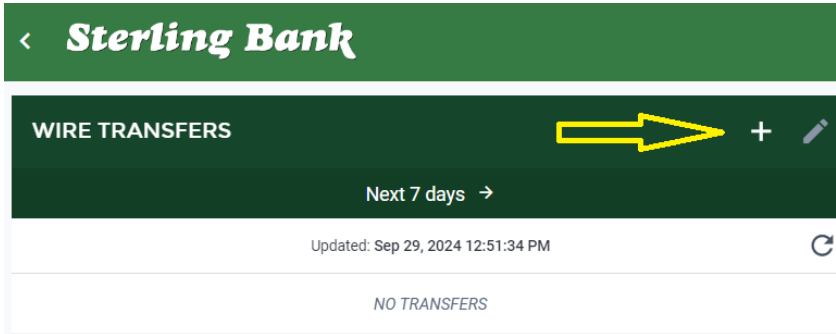 Sterling Bank
WIRE TRANSFERS
Next 7 days
Updated: Sep 29, 2024 12:51:34 PM
NO TRANSFERS